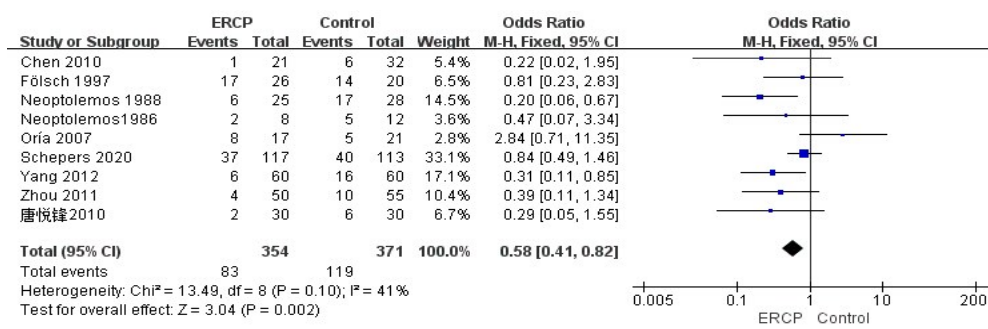 ERCP Control Odds Ratio Odds Ratio
Study or Subgroup Events Total Events Total Weight M-H, Fixed, 95% CI M-H, Fixed, 95% CI
Chen 2010 1 21 6 32 5.4% 0.22 [0.02, 1.95]
Fölsch 1997 17 26 14 20 6.5% 0.81 [0.23, 2.83]
Neoptolemos 1988 6 25 17 28 14.5% 0.20 [0.06, 0.67]
Neoptolemos1986 2 8 5 12 3.6% 0.47 [0.07, 3.34]
Oría 2007 8 17 5 21 2.8% 2.84 [0.71, 11.35]
Schepers 2020 37 117 40 113 33.1% 0.84 [0.49, 1.46]
Yang 2012 6 60 16 60 17.1% 0.31 [0.11, 0.85]
Zhou 2011 4 50 10 55 10.4% 0.39 [0.11, 1.34]
唐悦锋2010 2 30 6 30 6.7% 0.29 [0.05, 1.55]
Total (95% CI) 354 371 100.0% 0.58 [0.41, 0.82]
Total events 83 119
Heterogeneity: Chi² = 13.49, df = 8 (P = 0.10); I² = 41%
Test for overall effect: Z = 3.04 (P = 0.002)
0.005 0.1 1 10 200
ERCP Control